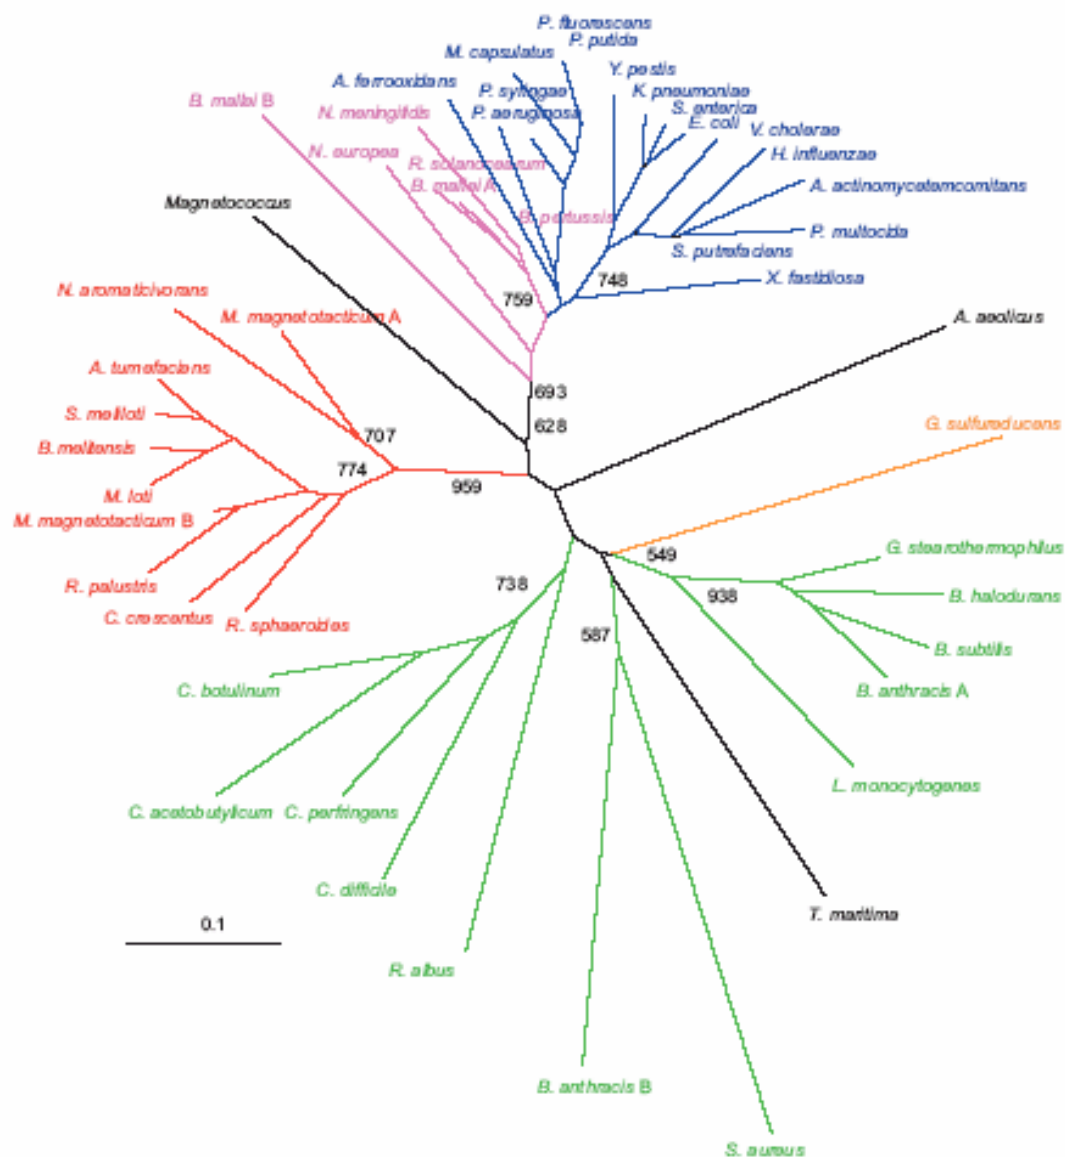 P. fluorescens
P. putida
M. capsulatus
Y. pestis
A. ferrooxidans
P. syringae
K. pneumoniae
B. mallei B
S. enterica
N. meningitidis
P. aeruginosa
E. coli
V. cholerae
N. europea
H. influenzae
R. solanocearum
B. mallei A
A. actinomycetemcomitans
Magnetococcus
B. pertussis
P. multocida
S. putrefaciens
748
X. fastidiosa
N. aromaticivorans
759
M. magnetotacticum A
A. aeolicus
A. tumefaciens
693
S. meliloti
628
G. sulfurreducens
707
B. melitensis
774
959
M. loti
M. magnetotacticum B
G. stearothermophilus
549
R. palustris
738
938
B. halodurans
C. crescentus
R. sphaeroides
587
B. subtilis
C. botulinum
B. anthracis A
L. monocytogenes
C. acetobutylicum
C. perfringens
C. difficile
T. maritima
0.1
R. albus
B. anthracis B
S. aureus